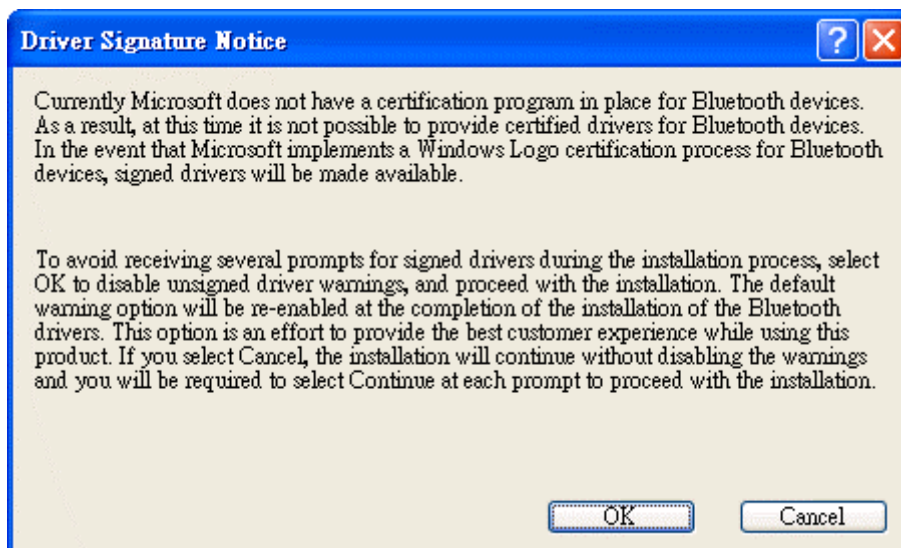 Driver Signature Notice
Currently Microsoft does not have a certification program in place for Bluetooth devices.
As a result, at this time it is not possible to provide certified drivers for Bluetooth devices.
In the event that Microsoft implements a Windows Logo certification process for Bluetooth
devices, signed drivers will be made available.
To avoid receiving several prompts for signed drivers during the installation process, select
OK to disable unsigned driver warnings, and proceed with the installation. The default
warning option will be re-enabled at the completion of the installation of the Bluetooth
drivers. This option is an effort to provide the best customer experience while using this
product. If you select Cancel, the installation will continue without disabling the warnings
and you will be required to select Continue at each prompt to proceed with the installation.
OK
Cancel